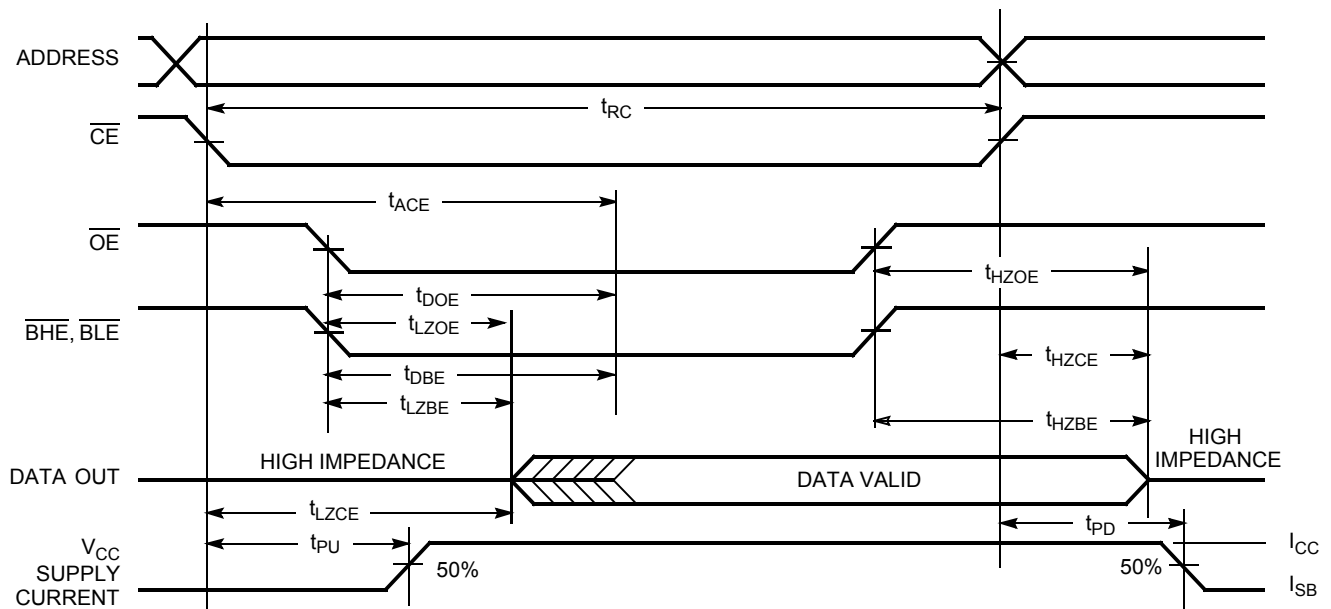 ADDRESS
tRC
CE
tACE
OE
tHZOE
tDOE
tLZOE
BHE, BLE
tHZCE
tDBE
tLZBE
tHZBE
HIGH IMPEDANCE
HIGH
IMPEDANCE
DATA OUT
DATA VALID
tLZCE
tPD
tPU
VCC
SUPPLY
CURRENT
50%
50%
ICC
ISB